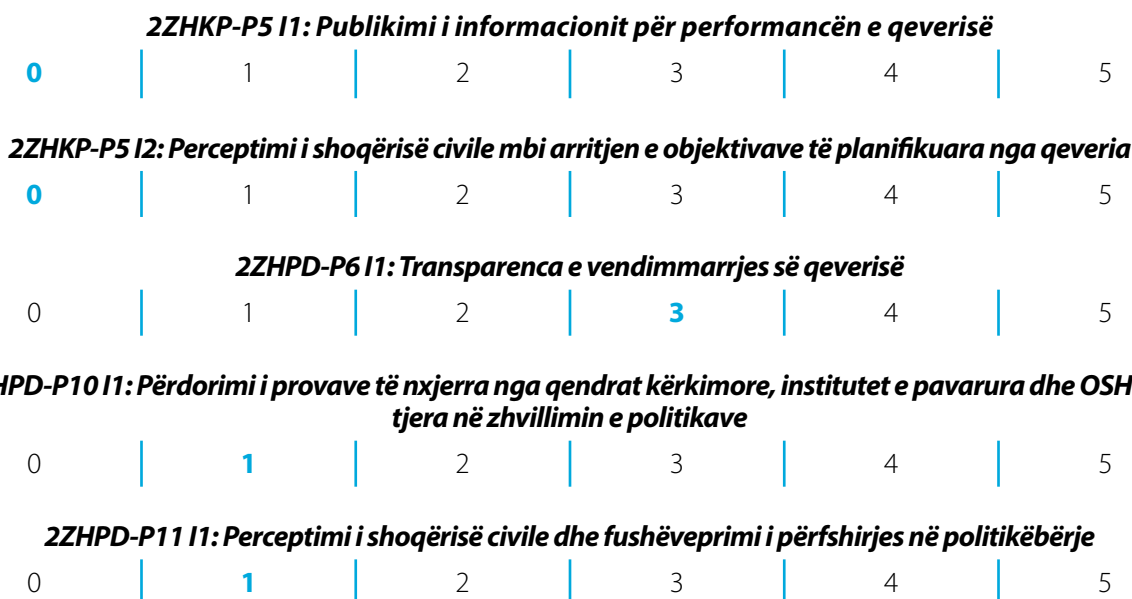 2ZHKP-P5 I1: Publikimi i informacionit për performancën e qeverisë
0 1 2 3 4 5
2ZHKP-P5 I2: Perceptimi i shoqërisë civile mbi arritjen e objektivave të planifikuara nga qeveria
0 1 2 3 4 5
2ZHPD-P6 I1: Transparenca e vendimmarrjes së qeverisë
0 1 2 3 4 5
HPD-P10 I1: Përdorimi i provave të nxjerra nga qendrat kërkimore, institutet e pavarura dhe OSH
tjera në zhvillimin e politikave
0 1 2 3 4 5
2ZHPD-P11 I1: Perceptimi i shoqërisë civile dhe fushëveprimi i përfshirjes në politikëbërje
0 1 2 3 4 5